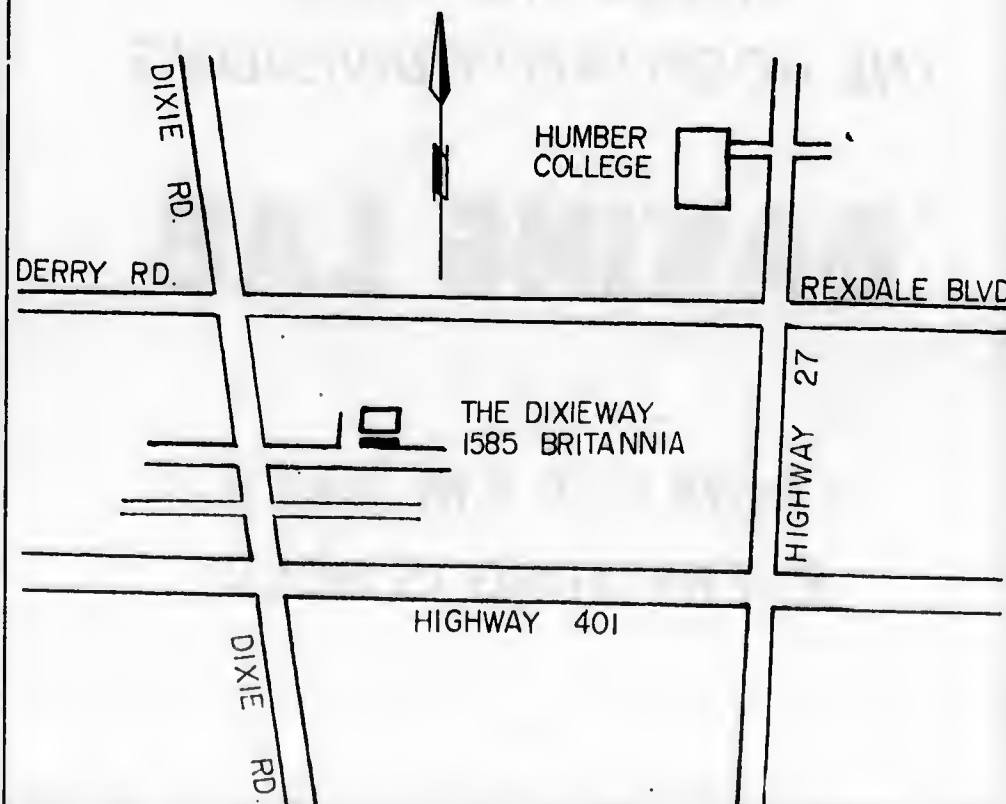 DIXIE RD.
HUMBER
COLLEGE
DERRY RD.
REXDALE BLVD
THE DIXIEWAY
1585 BRITANNIA
HIGHWAY 27
HIGHWAY 401
DIXIE RD.